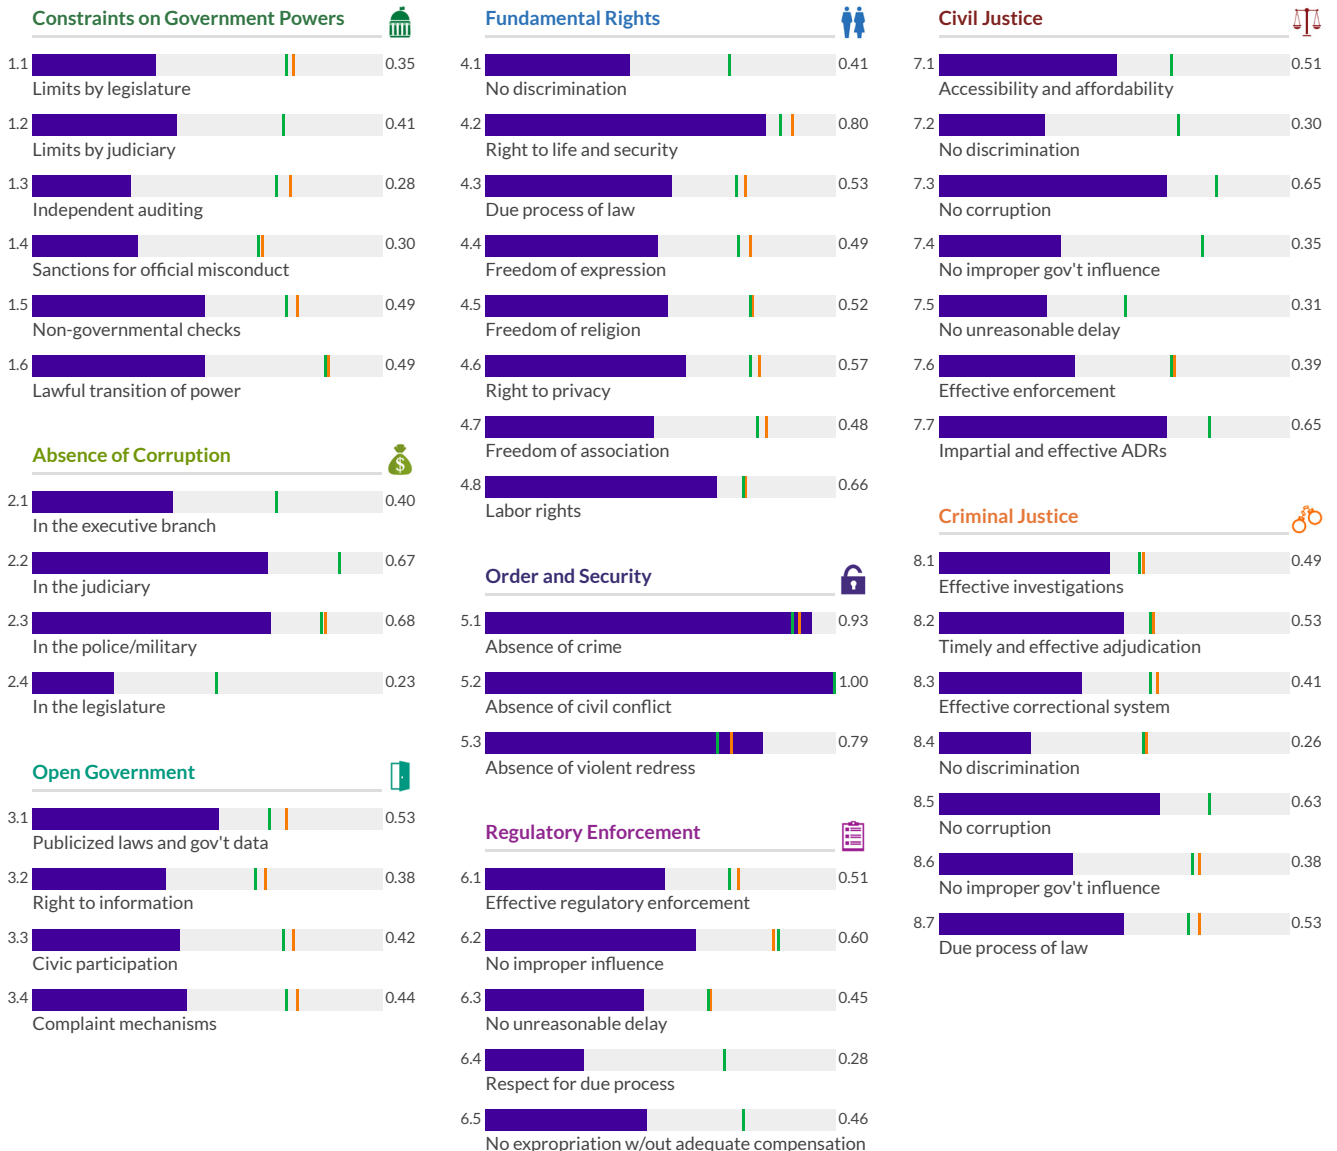 Constraints on Government Powers
1.1 0.35
Limits by legislature
1.2 0.41
Limits by judiciary
1.3 0.28
Independent auditing
1.4 0.30
Sanctions for official misconduct
1.5 0.49
Non-governmental checks
1.6 0.49
Lawful transition of power
Absence of Corruption
$
2.1 0.40
In the executive branch
2.2 0.67
In the judiciary
2.3 0.68
In the police/military
2.4 0.23
In the legislature
Open Government
3.1 0.53
Publicized laws and gov't data
3.2 0.38
Right to information
3.3 0.42
Civic participation
3.4 0.44
Complaint mechanisms
Fundamental Rights
4.1 0.41
No discrimination
4.2 0.80
Right to life and security
4.3 0.53
Due process of law
4.4 0.49
Freedom of expression
4.5 0.52
Freedom of religion
4.6 0.57
Right to privacy
4.7 0.48
Freedom of association
4.8 0.66
Labor rights
Order and Security
5.1 0.93
Absence of crime
5.2 1.00
Absence of civil conflict
5.3 0.79
Absence of violent redress
Regulatory Enforcement
6.1 0.51
Effective regulatory enforcement
6.2 0.60
No improper influence
6.3 0.45
No unreasonable delay
6.4 0.28
Respect for due process
6.5 0.46
No expropriation w/out adequate compensation
Civil Justice
7.1 0.51
Accessibility and affordability
7.2 0.30
No discrimination
7.3 0.65
No corruption
7.4 0.35
No improper gov't influence
7.5 0.31
No unreasonable delay
7.6 0.39
Effective enforcement
7.7 0.65
Impartial and effective ADRs
Criminal Justice
8.1 0.49
Effective investigations
8.2 0.53
Timely and effective adjudication
8.3 0.41
Effective correctional system
8.4 0.26
No discrimination
8.5 0.63
No corruption
8.6 0.38
No improper gov't influence
8.7 0.53
Due process of law